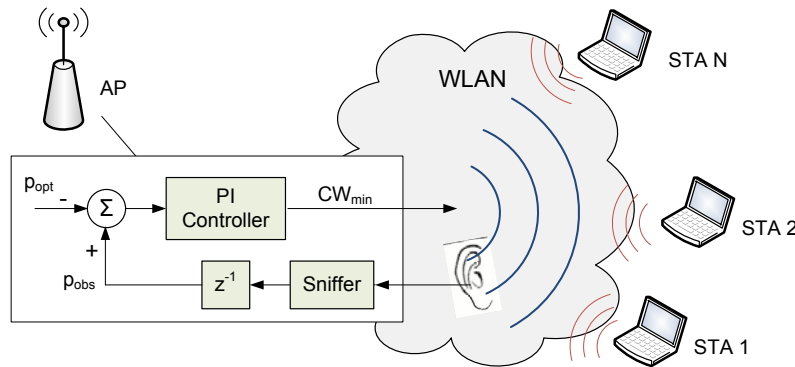 STA N
WLAN
AP
p_opt
-
Σ
PI
Controller
CW_min
+
p_obs
z^-1
Sniffer
STA 2
STA 1